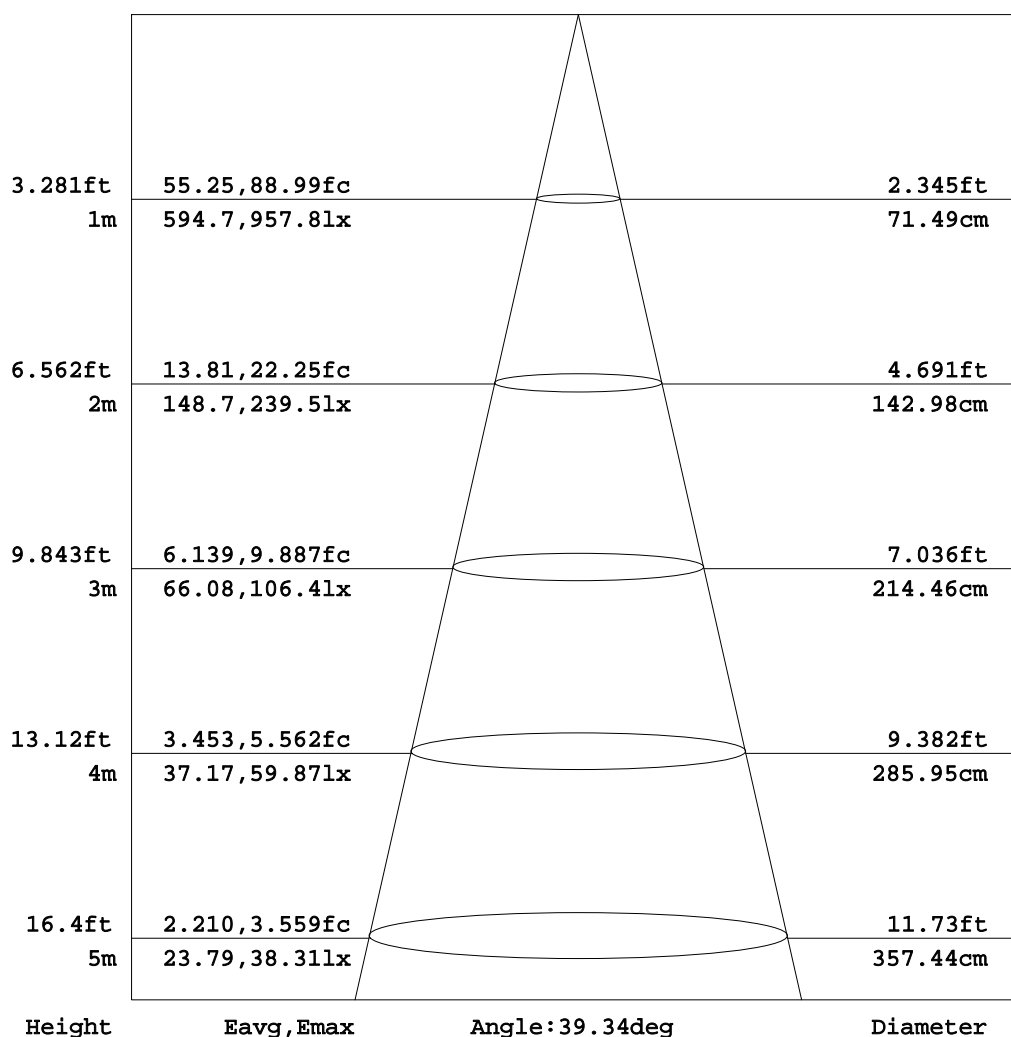 3.281ft 55.25,88.99fc 2.345ft
1m 594.7,957.8lx 71.49cm
6.562ft 13.81,22.25fc 4.691ft
2m 148.7,239.5lx 142.98cm
9.843ft 6.139,9.887fc 7.036ft
3m 66.08,106.4lx 214.46cm
13.12ft 3.453,5.562fc 9.382ft
4m 37.17,59.87lx 285.95cm
16.4ft 2.210,3.559fc 11.73ft
5m 23.79,38.31lx 357.44cm
Height Eavg,Emax Angle:39.34deg Diameter